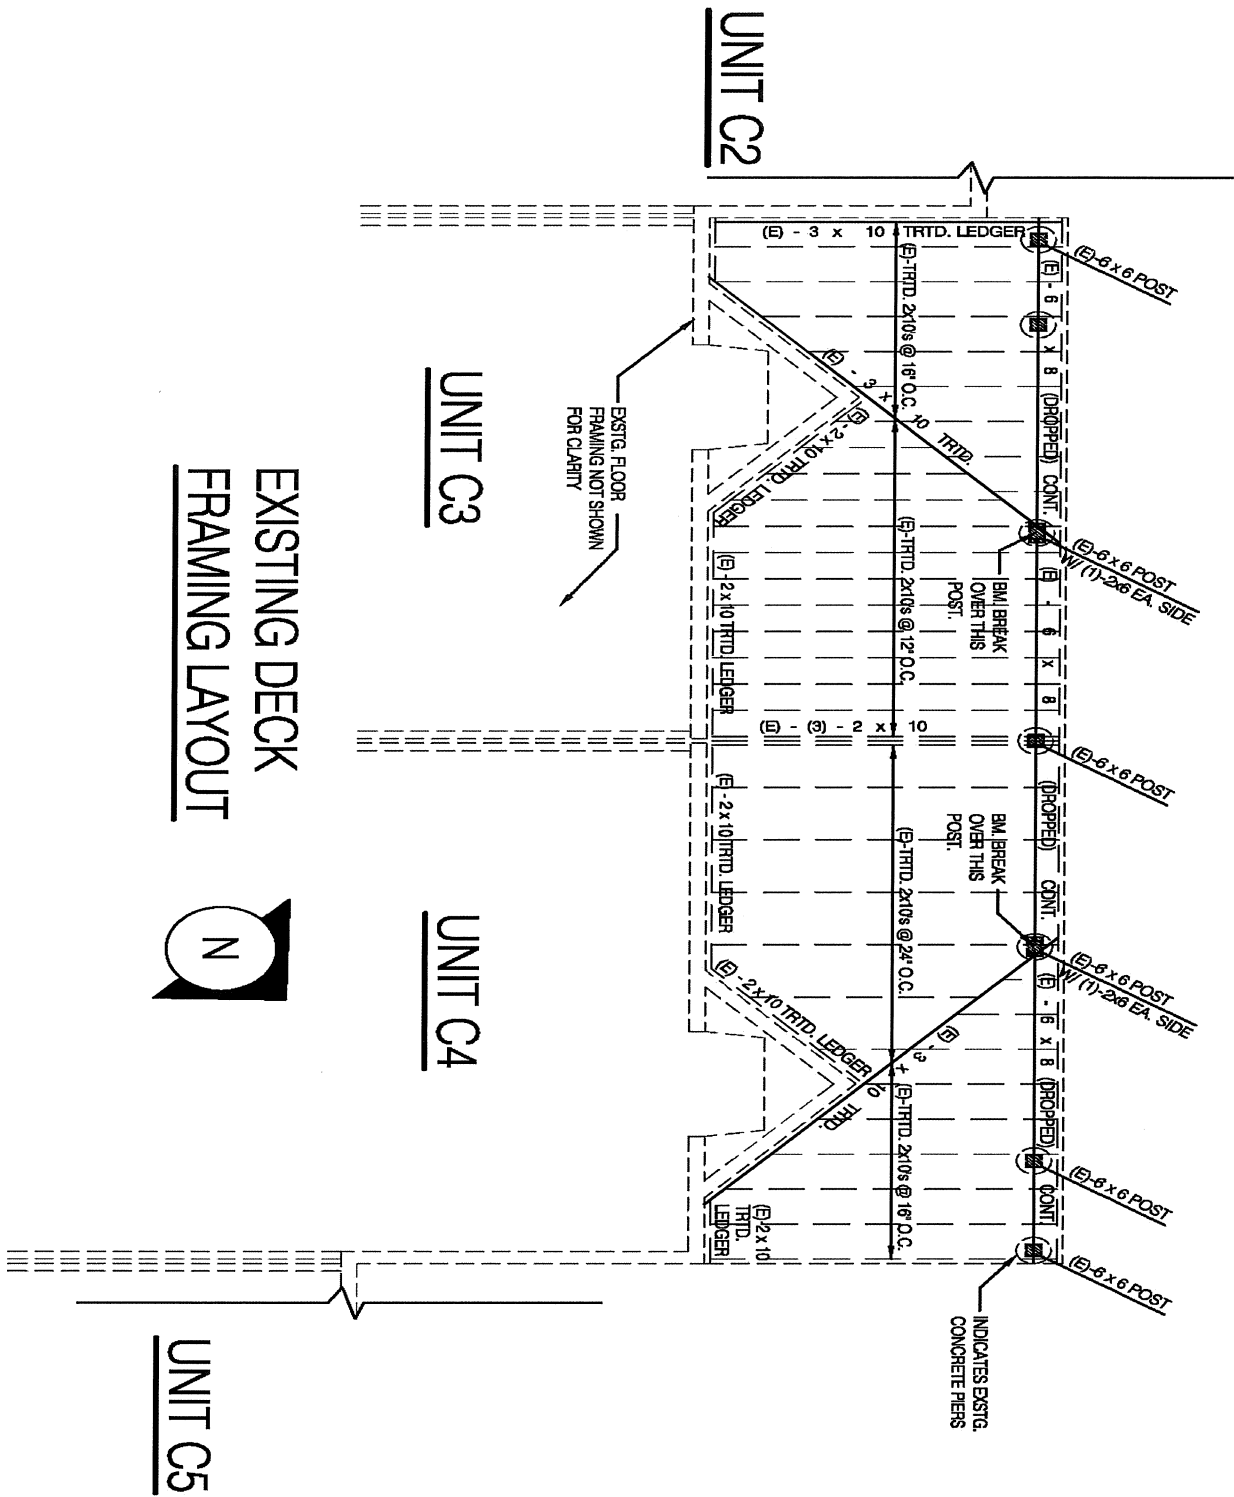 UNIT C2
(E) - 3 x 10 TRTD. LEDGER
(E)-6 x 6 POST
(E) - 6 x 8 (DROPPED) CONT.
(E)-TRTD. 2x10's @ 16" O.C.
(E) - 3 x 10 TRTD.
(E) - 2 x 10 TRTD. LEDGER
EXSTG. FLOOR
FRAMING NOT SHOWN
FOR CLARITY
UNIT C3
(E)-6 x 6 POST
W/ (1)-2x6 EA. SIDE
BM. BREAK
OVER THIS
POST.
(E)-TRTD. 2x10's @ 12" O.C.
(E) - 2 x 10 TRTD. LEDGER
(E) - 6 x 8 (DROPPED) CONT.
(E) - (3) - 2 x 10
(E)-6 x 6 POST
EXISTING DECK
FRAMING LAYOUT
N
(E) - 2 x 10 TRTD. LEDGER
BM. BREAK
OVER THIS
POST.
(E)-TRTD. 2x10's @ 24" O.C.
(E)-6 x 6 POST
W/ (1)-2x6 EA. SIDE
(E) - 2 x 10 TRTD. LEDGER
UNIT C4
(E) - 3 x 10 TRTD.
(E) - 6 x 8 (DROPPED) CONT.
(E)-TRTD. 2x10's @ 16" O.C.
(E)-6 x 6 POST
(E)-2 x 10
TRTD.
LEDGER
(E)-6 x 6 POST
INDICATES EXSTG.
CONCRETE PIERS
UNIT C5